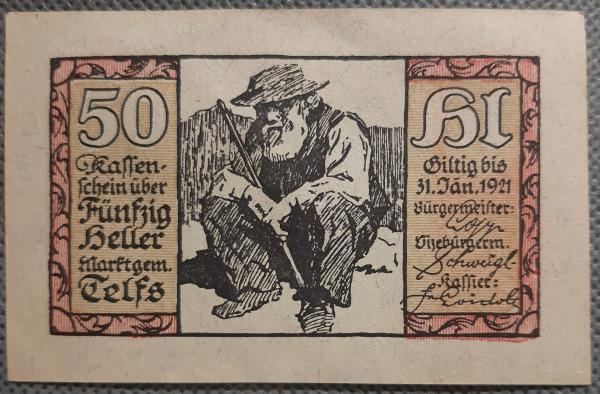 50
Kassen-
schein über
Fünfzig
Heller
Marktgem.
Telfs
Hl
Giltig bis
31. Jän. 1921
Bürgermeister:
Vizebürgerm.
Schweigl
Kassier: